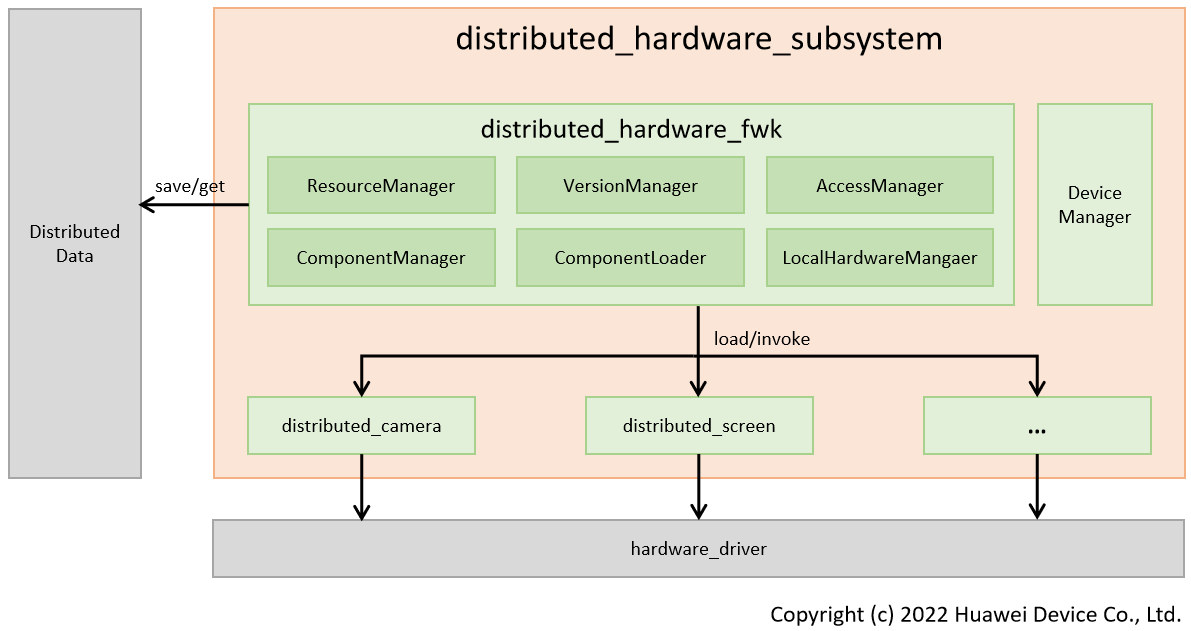 distributed_hardware_subsystem
distributed_hardware_fwk
ResourceManager
VersionManager
AccessManager
ComponentManager
ComponentLoader
LocalHardwareMangaer
Device
Manager
save/get
Distributed
Data
load/invoke
distributed_camera
distributed_screen
...
hardware_driver
Copyright (c) 2022 Huawei Device Co., Ltd.